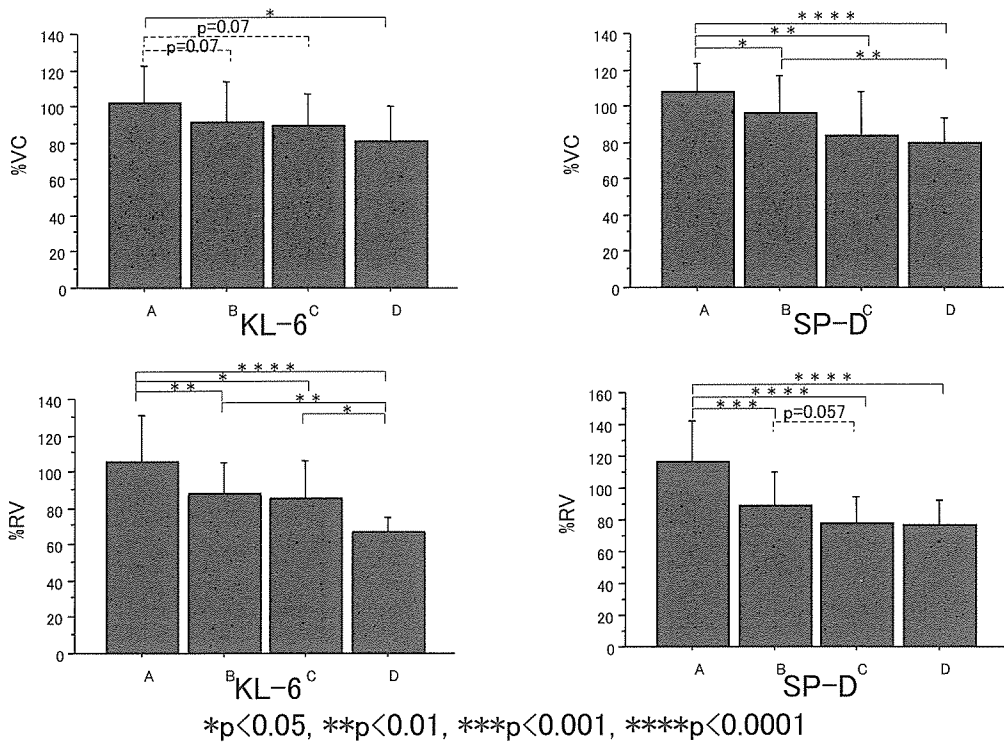 *
p=0.07
p=0.07
140
120
100
80
60
40
20
0
%VC
A B C D
KL-6
****
**
*
**
140
120
100
80
60
40
20
0
%VC
A B C D
SP-D
****
*
**
**
*
140
120
100
80
60
40
20
0
%RV
A B C D
KL-6
****
****
***
p=0.057
160
140
120
100
80
60
40
20
0
%RV
A B C D
SP-D
*p<0.05, **p<0.01, ***p<0.001, ****p<0.0001